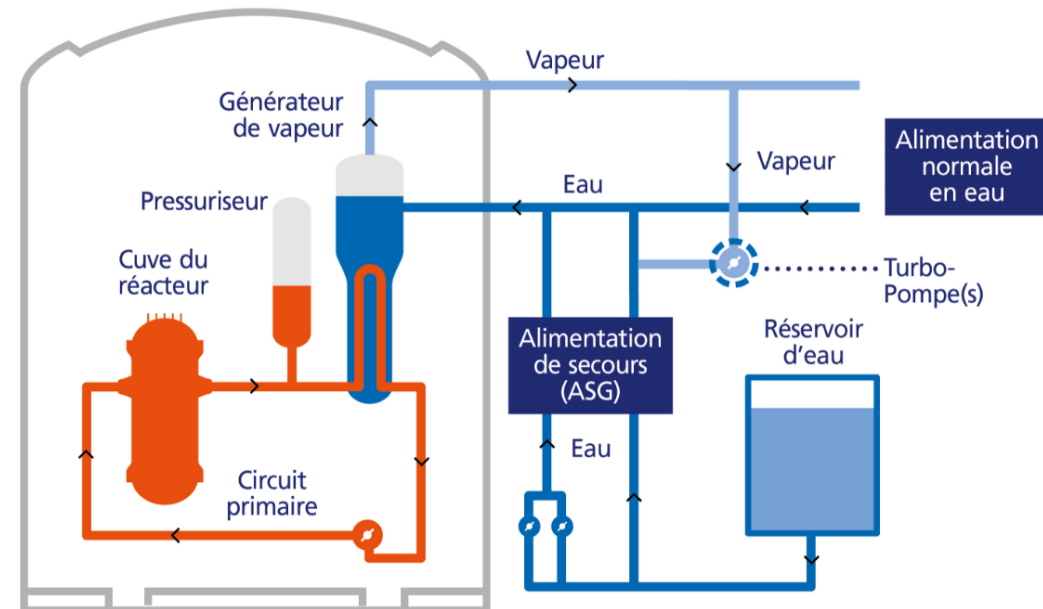 Vapeur
Générateur
de vapeur
Alimentation
normale
en eau
Vapeur
Eau
Pressuriseur
Cuve du
réacteur
Turbo-
Pompe(s)
Réservoir
d'eau
Alimentation
de secours
(ASG)
Eau
Circuit
primaire